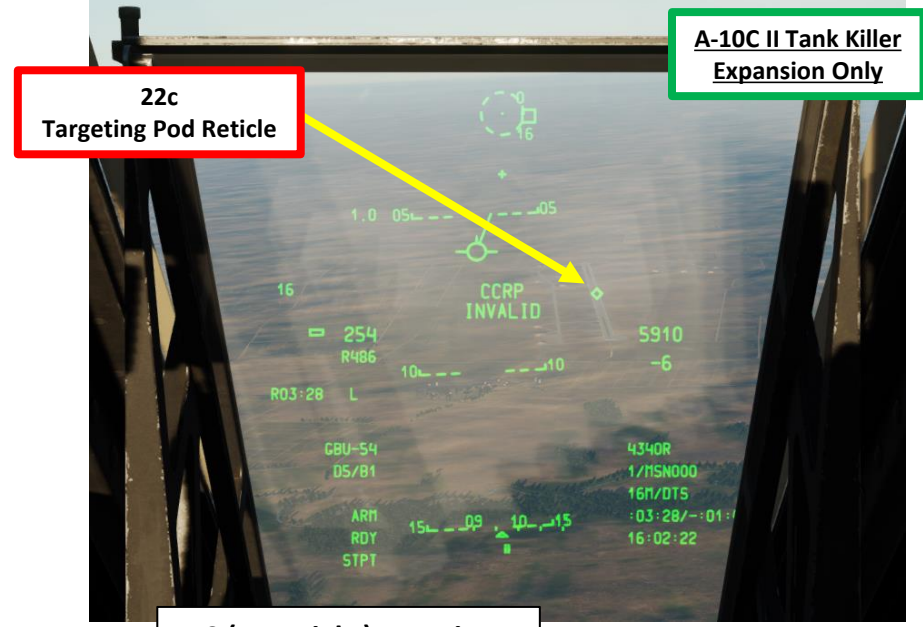 A-10C II Tank Killer
Expansion Only
22c
Targeting Pod Reticle
0
16
1.0 05 05
16
CCRP
INVALID
254
5910
R486
-6
10 10
R03:28 L
GBU-54
4340R
D5/B1
1/MSN000
16M/DTS
ARM
15 09 10 15
:03:28/-:01:
RDY
16:02:22
STPT